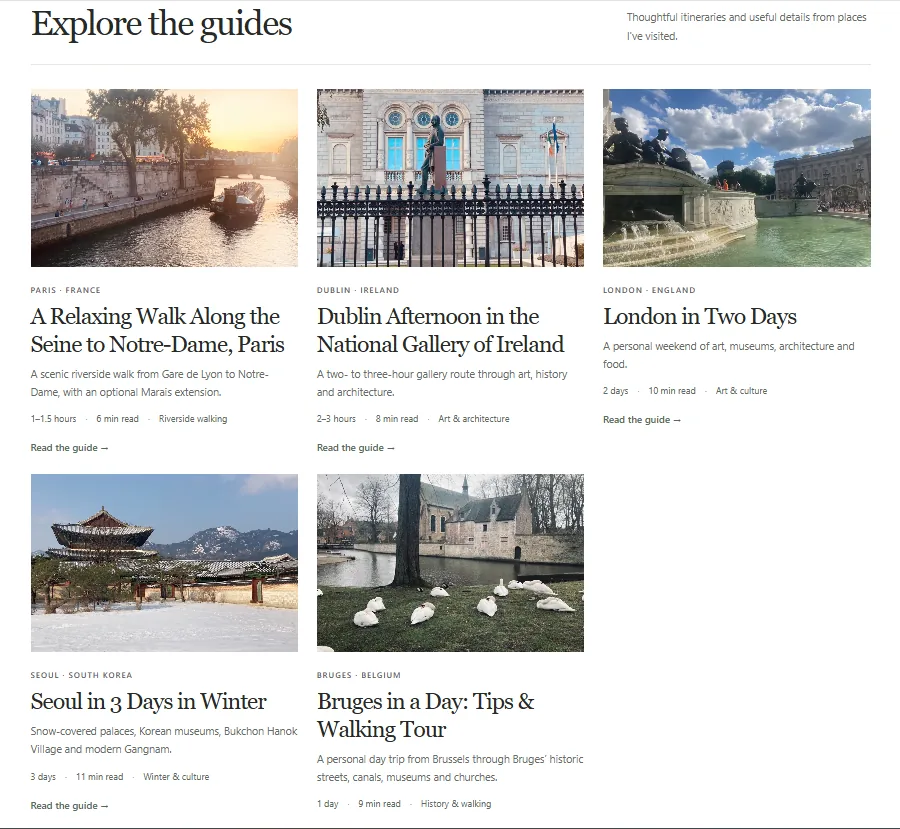 Explore the guides
Thoughtful itineraries and useful details from places
I've visited.
PARIS · FRANCE
A Relaxing Walk Along the
Seine to Notre-Dame, Paris
A scenic riverside walk from Gare de Lyon to Notre-
Dame, with an optional Marais extension.
1–1.5 hours · 6 min read · Riverside walking
Read the guide →
DUBLIN · IRELAND
Dublin Afternoon in the
National Gallery of Ireland
A two- to three-hour gallery route through art, history
and architecture.
2–3 hours · 8 min read · Art & architecture
Read the guide →
LONDON · ENGLAND
London in Two Days
A personal weekend of art, museums, architecture and
food.
2 days · 10 min read · Art & culture
Read the guide →
SEOUL · SOUTH KOREA
Seoul in 3 Days in Winter
Snow-covered palaces, Korean museums, Bukchon Hanok
Village and modern Gangnam.
3 days · 11 min read · Winter & culture
Read the guide →
BRUGES · BELGIUM
Bruges in a Day: Tips &
Walking Tour
A personal day trip from Brussels through Bruges' historic
streets, canals, museums and churches.
1 day · 9 min read · History & walking